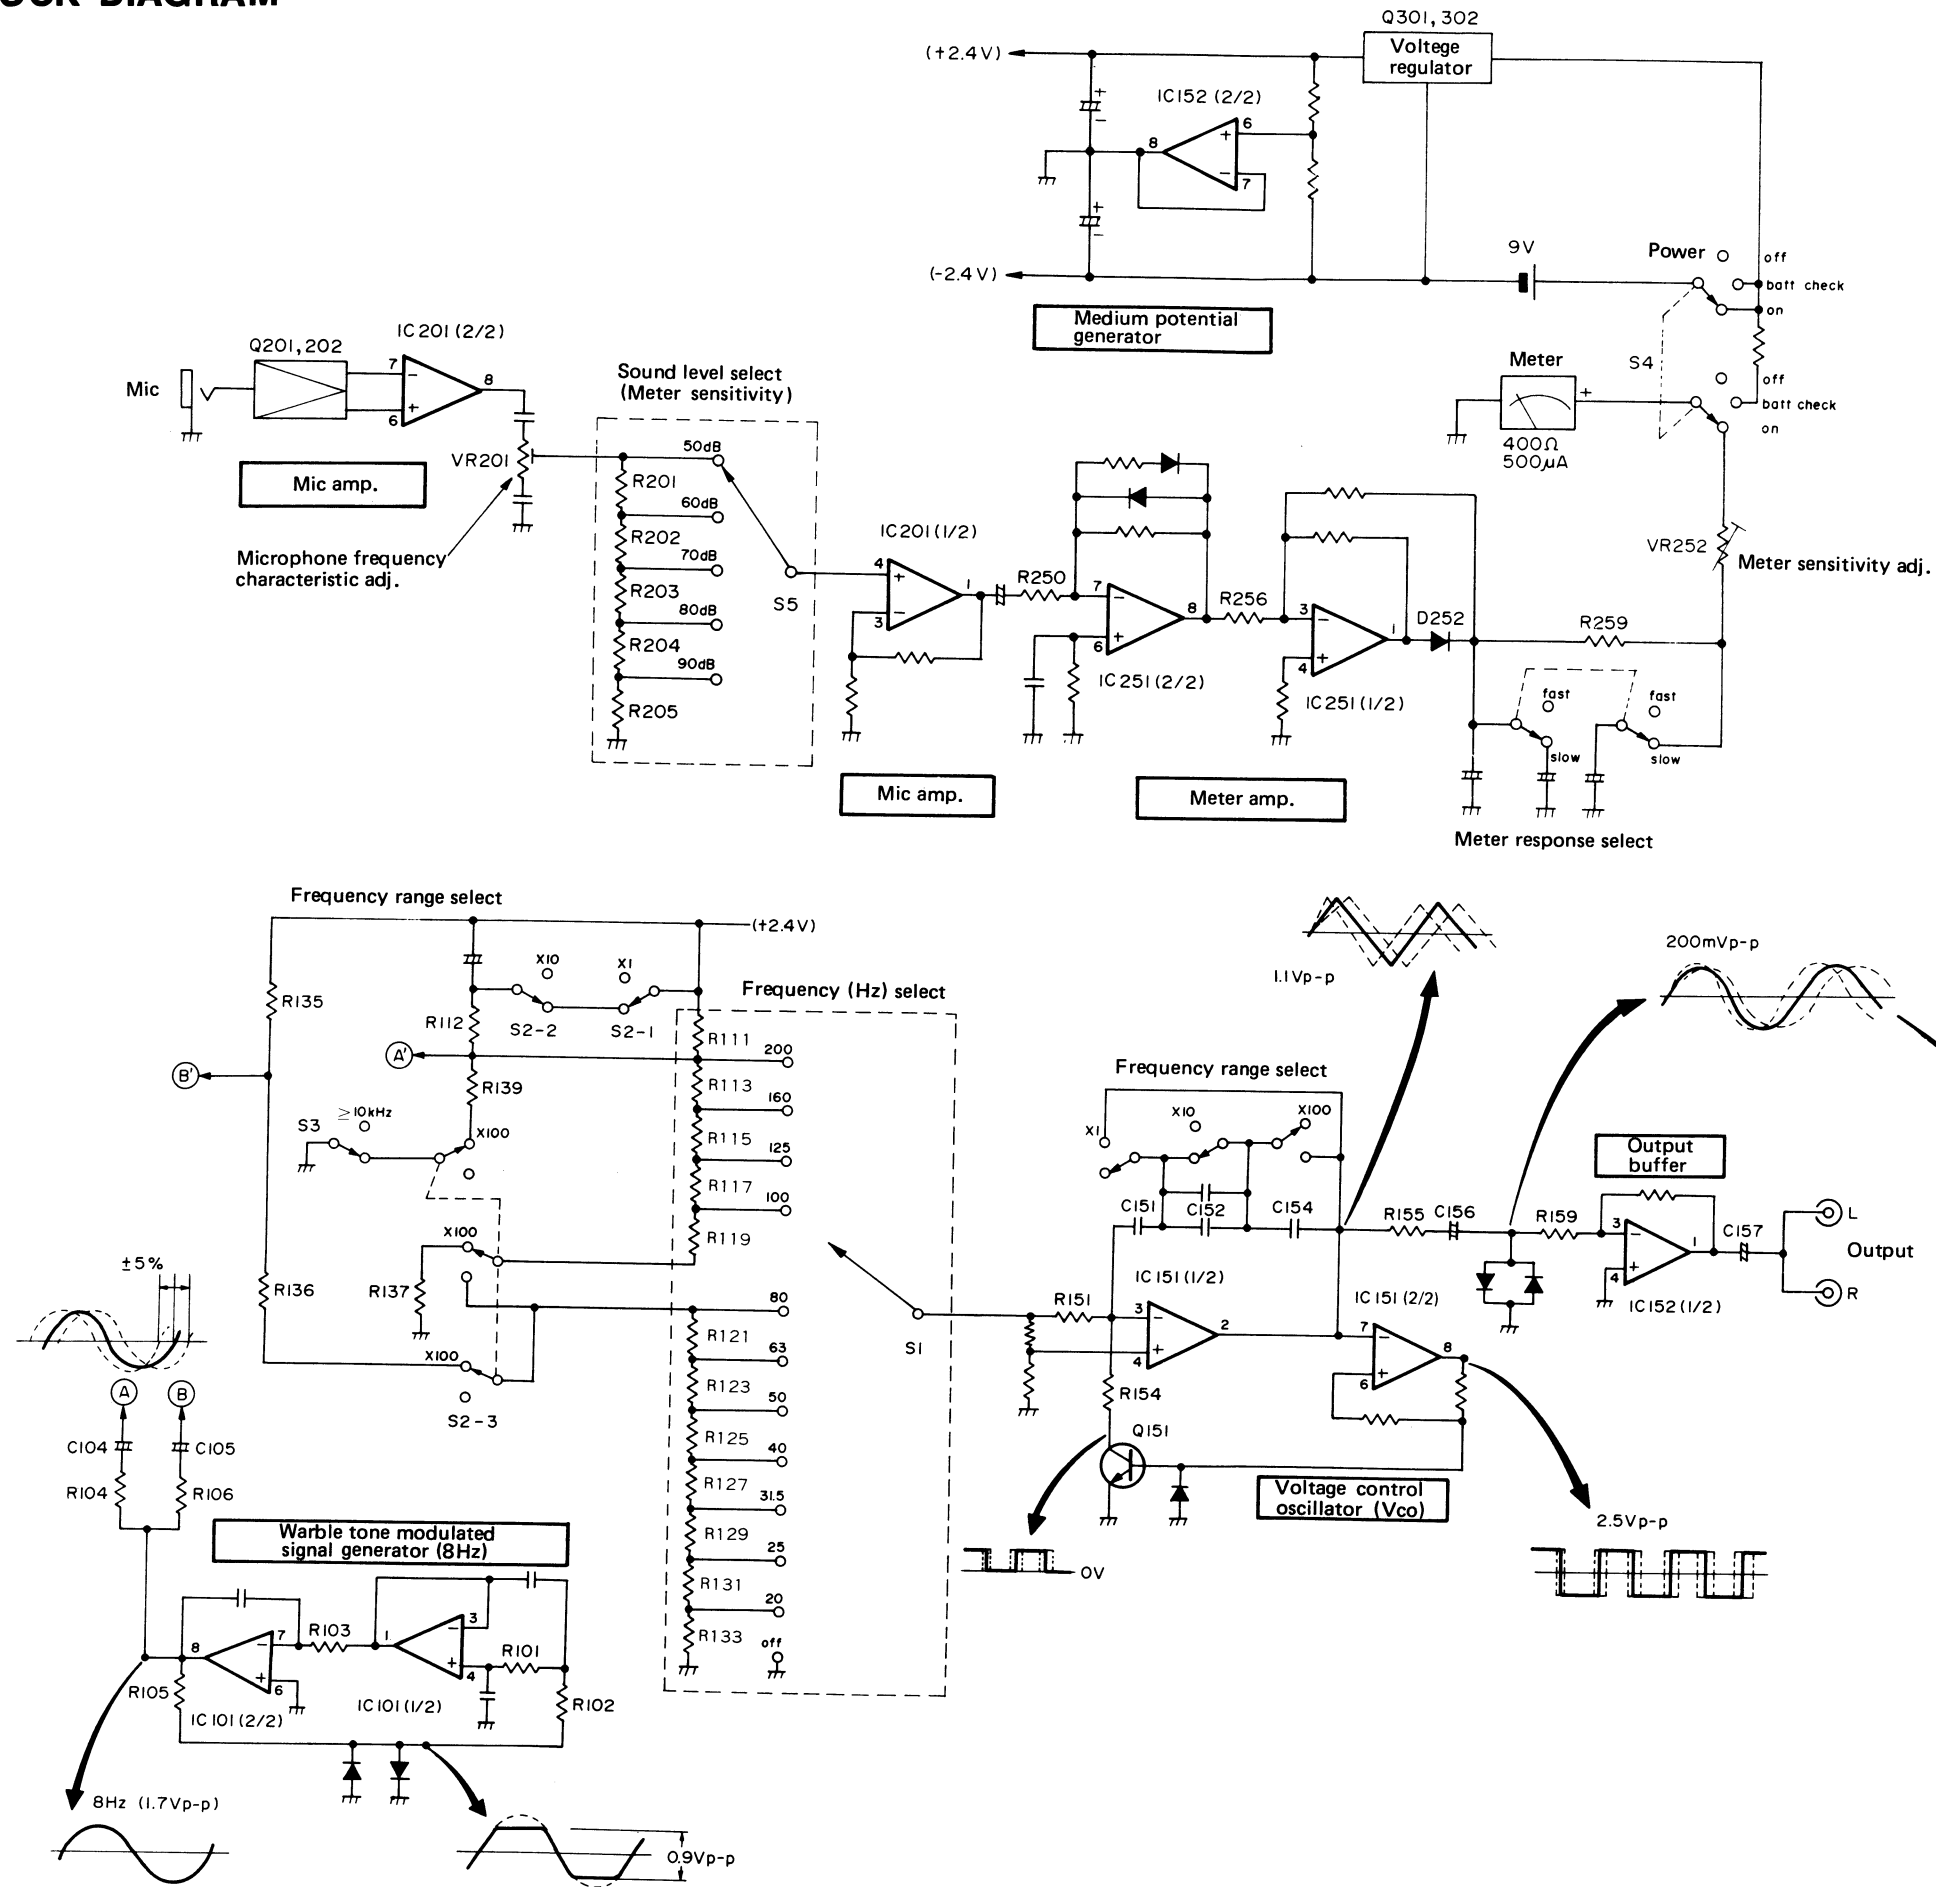 OCK DIAGRAM
Q301, 302
Voltege
regulator
(+2.4V)
IC152 (2/2)
6
+
8
−
7
+
−
+
−
(−2.4V)
9V
Power
off
batt check
on
Medium potential
generator
S4
Meter
+
off
batt check
on
400Ω
500μA
VR252
Meter sensitivity adj.
Mic
Q201, 202
IC201 (2/2)
7
−
8
+
6
Mic amp.
VR201
Microphone frequency
characteristic adj.
Sound level select
(Meter sensitivity)
50dB
R201
60dB
R202
70dB
R203
80dB
R204
90dB
R205
S5
IC201 (1/2)
4
+
1
−
3
Mic amp.
R250
7
−
8
+
6
IC251 (2/2)
R256
3
−
1
+
4
IC251 (1/2)
Meter amp.
D252
R259
fast
slow
fast
slow
Meter response select
Frequency range select
(+2.4V)
X10
X1
S2-2
S2-1
R135
R112
A'
B'
R139
S3
≥10kHz
X100
X100
R137
R136
X100
S2-3
Frequency (Hz) select
R111
200
R113
160
R115
125
R117
100
R119
80
R121
63
R123
50
R125
40
R127
31.5
R129
25
R131
20
R133
off
S1
±5%
A
B
C104
C105
R104
R106
Warble tone modulated
signal generator (8Hz)
8
−
7
+
6
R103
1
−
3
+
4
R101
R105
IC101 (2/2)
IC101 (1/2)
R102
8Hz (1.7Vp-p)
0.9Vp-p
1.1Vp-p
200mVp-p
Frequency range select
X1
X10
X100
C151
C152
C154
R155
C156
R159
Output
buffer
3
−
1
+
4
IC152 (1/2)
C157
L
Output
R
R151
IC151 (1/2)
3
−
2
+
4
R154
Q151
IC151 (2/2)
7
−
8
+
6
Voltage control
oscillator (Vco)
0V
2.5Vp-p